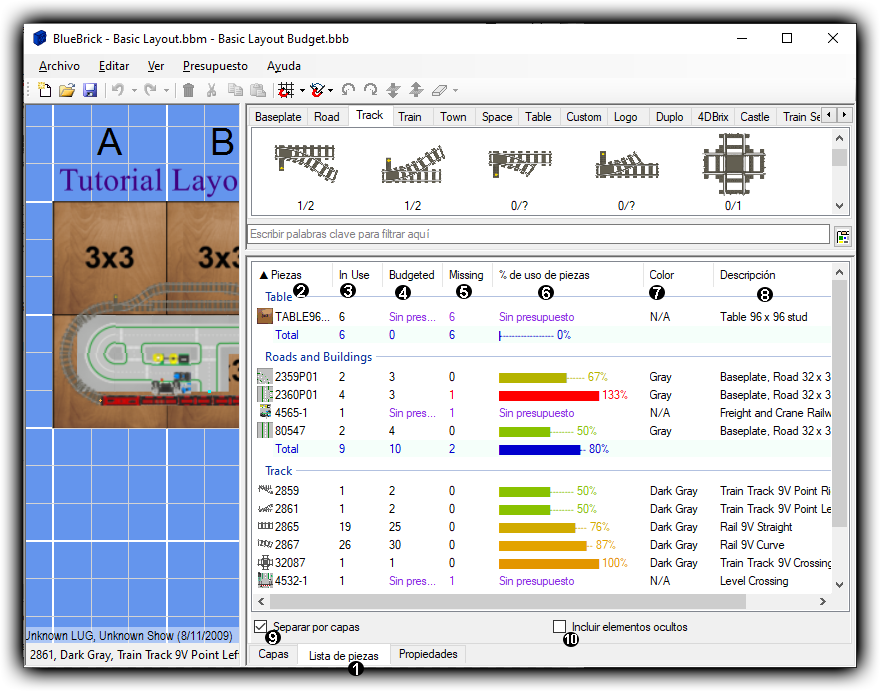 BlueBrick - Basic Layout.bbm - Basic Layout Budget.bbb
Archivo Editar Ver Presupuesto Ayuda
A B
Tutorial Layo
3x3 3x
Unknown LUG, Unknown Show (8/11/2009)
2861, Dark Gray, Train Track 9V Point Left
Baseplate Road Track Train Town Space Table Custom Logo Duplo 4DBrix Castle Train Se
1/2 1/2 0/? 0/? 0/1
Escribir palabras clave para filtrar aquí
▲ Piezas In Use Budgeted Missing % de uso de piezas Color Descripción
2 3 4 5 6 7 8
Table
TABLE96... 6 Sin pres... 6 Sin presupuesto N/A Table 96 x 96 stud
Total 6 0 6 0%
Roads and Buildings
2359P01 2 3 0 67% Gray Baseplate, Road 32 x 3
2360P01 4 3 1 133% Gray Baseplate, Road 32 x 3
4565-1 1 Sin pres... 1 Sin presupuesto N/A Freight and Crane Railw
80547 2 4 0 50% Gray Baseplate, Road 32 x 3
Total 9 10 2 80%
Track
2859 1 2 0 50% Dark Gray Train Track 9V Point Ri
2861 1 2 0 50% Dark Gray Train Track 9V Point Le
2865 19 25 0 76% Dark Gray Rail 9V Straight
2867 26 30 0 87% Dark Gray Rail 9V Curve
32087 1 1 0 100% Dark Gray Train Track 9V Crossing
4532-1 1 Sin pres... 1 Sin presupuesto N/A Level Crossing
Separar por capas Incluir elementos ocultos
9 10
Capas Lista de piezas Propiedades
1